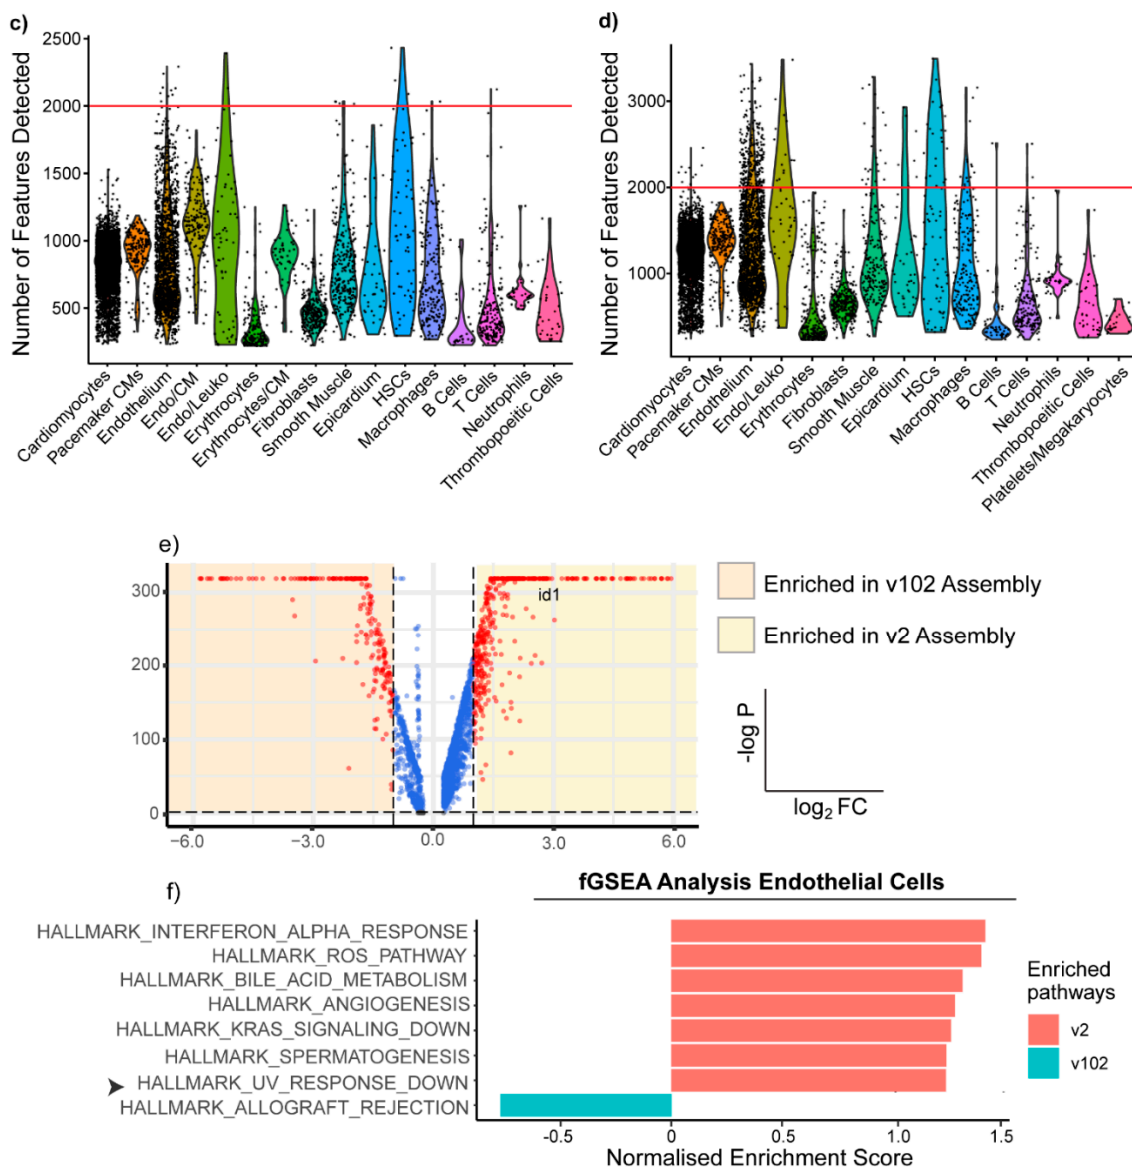 c)
Number of Features Detected
2500
2000
1500
1000
500
Cardiomyocytes
Pacemaker CMs
Endothelium
Endo/CM
Endo/Leuko
Erythrocytes
Erythrocytes/CM
Fibroblasts
Smooth Muscle
Epicardium
HSCs
Macrophages
B Cells
T Cells
Neutrophils
Thrombopoeitic Cells
d)
Number of Features Detected
3000
2000
1000
Cardiomyocytes
Pacemaker CMs
Endothelium
Endo/Leuko
Erythrocytes
Fibroblasts
Smooth Muscle
Epicardium
HSCs
Macrophages
B Cells
T Cells
Neutrophils
Thrombopoeitic Cells
Platelets/Megakaryocytes
e)
300
200
100
0
id1
-6.0 -3.0 0.0 3.0 6.0
Enriched in v102 Assembly
Enriched in v2 Assembly
-log P
log2 FC
f)
fGSEA Analysis Endothelial Cells
HALLMARK_INTERFERON_ALPHA_RESPONSE
HALLMARK_ROS_PATHWAY
HALLMARK_BILE_ACID_METABOLISM
HALLMARK_ANGIOGENESIS
HALLMARK_KRAS_SIGNALING_DOWN
HALLMARK_SPERMATOGENESIS
HALLMARK_UV_RESPONSE_DOWN
HALLMARK_ALLOGRAFT_REJECTION
-0.5 0 0.5 1.0 1.5
Normalised Enrichment Score
Enriched
pathways
v2
v102